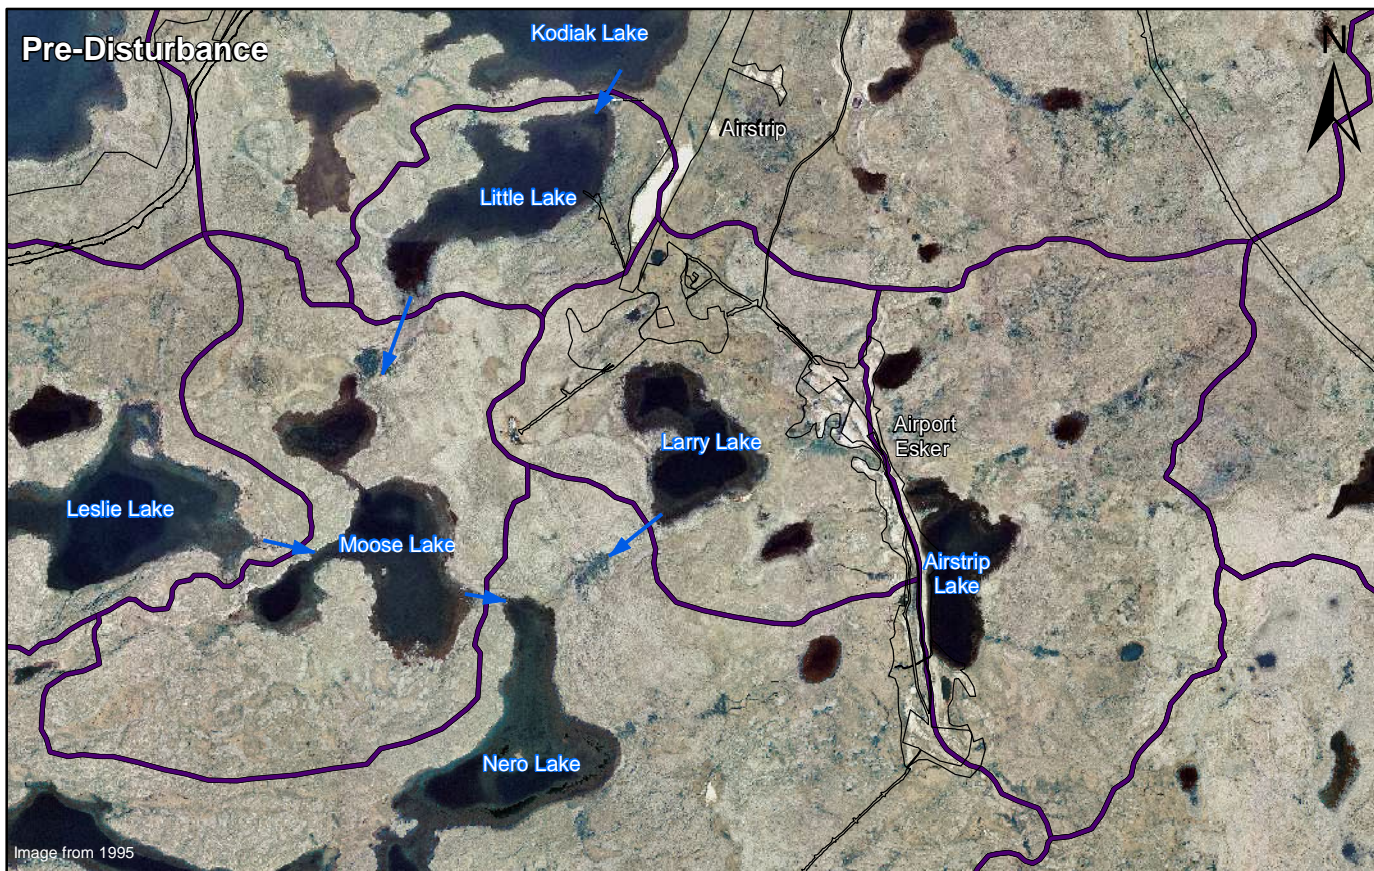 Kodiak Lake
Pre-Disturbance
N
Airstrip
Little Lake
Airport
Esker
Larry Lake
Leslie Lake
Moose Lake
Airstrip
Lake
Nero Lake
Image from 1995